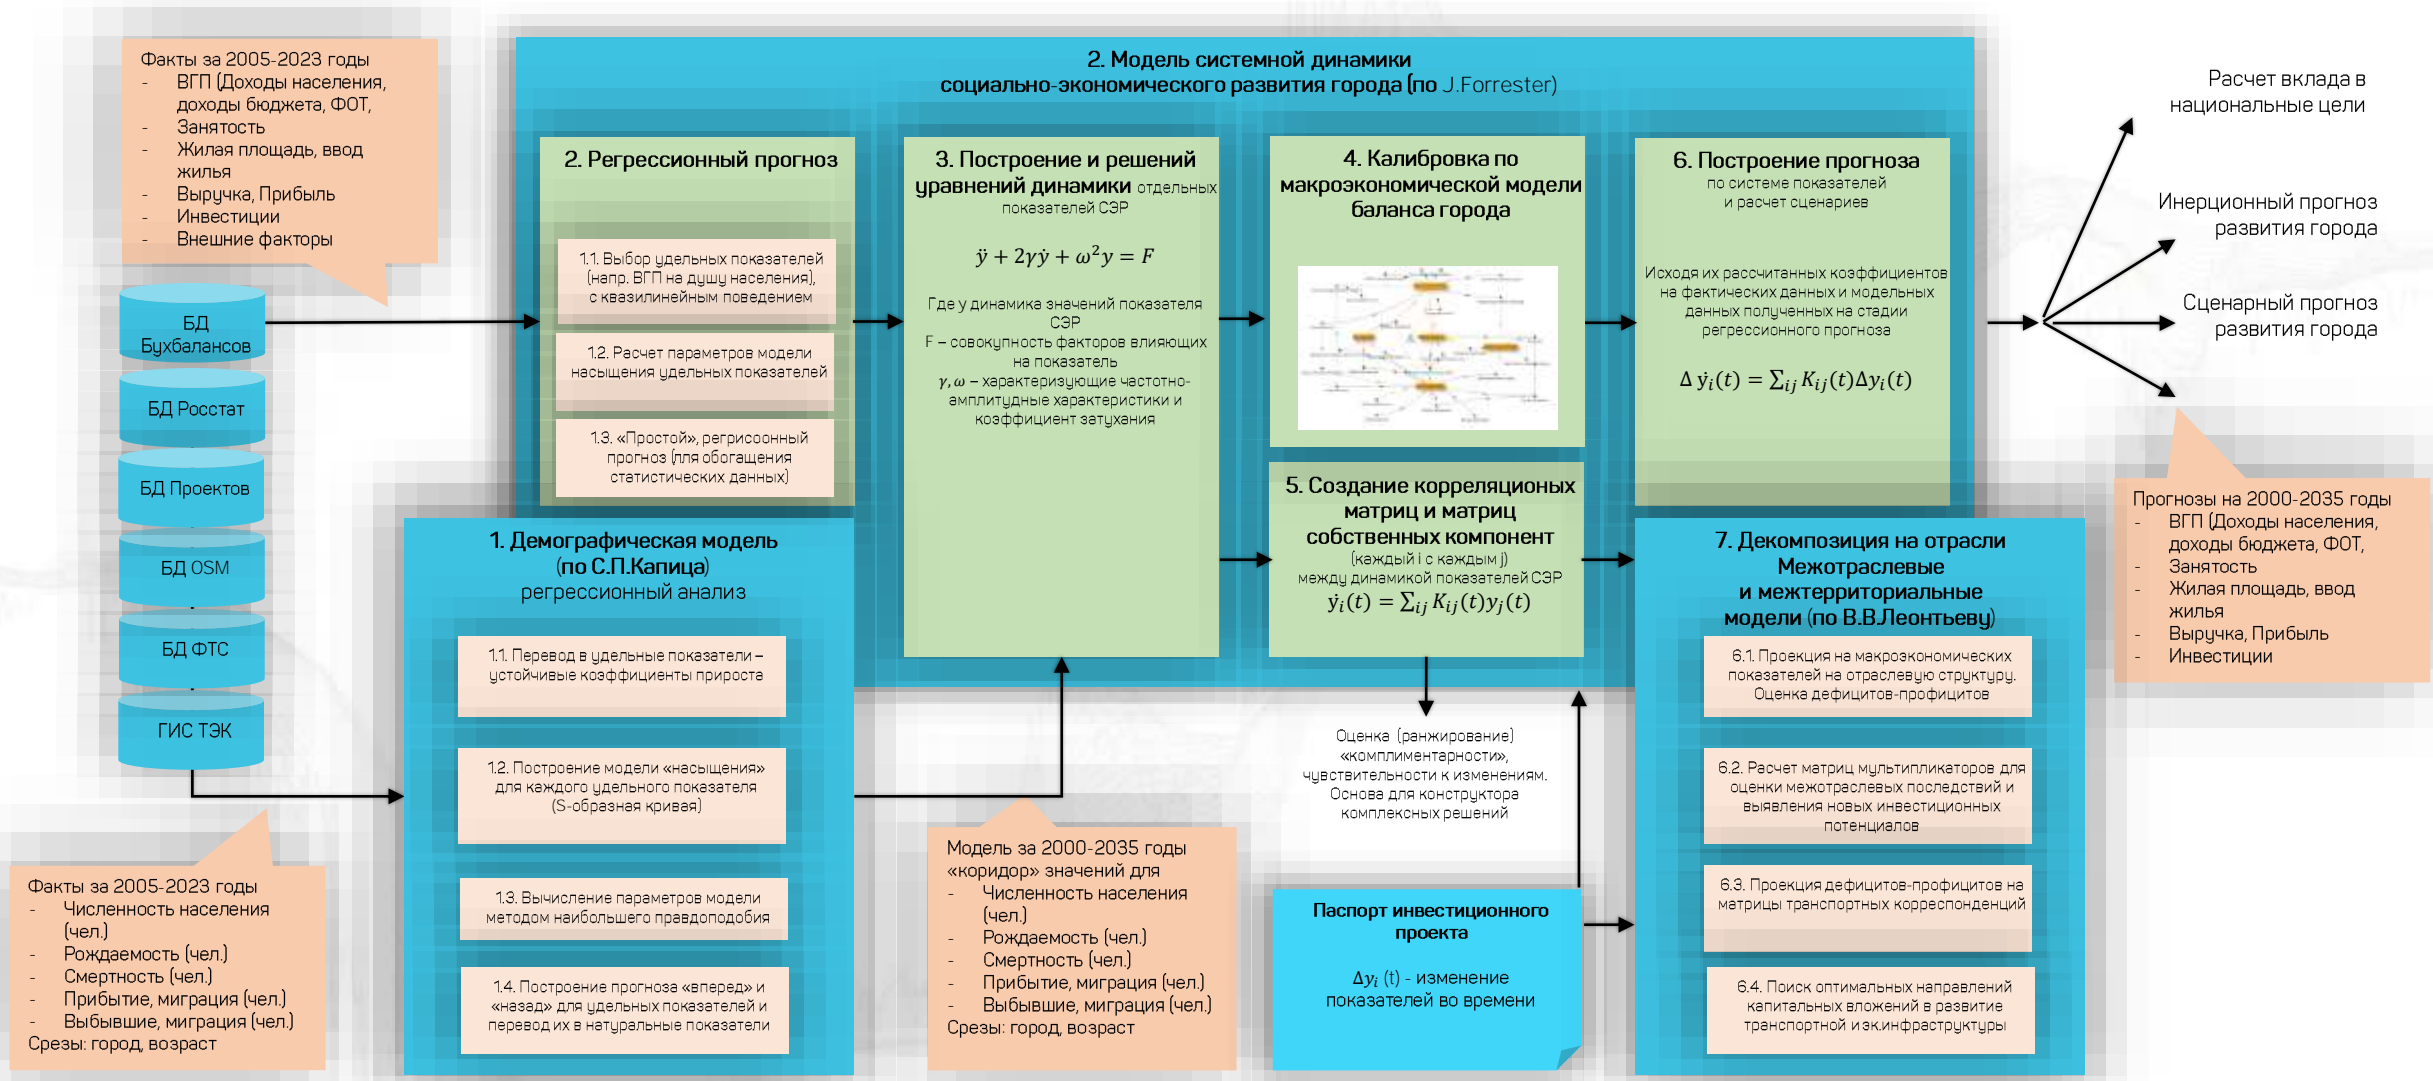 Факты за 2005-2023 годы
- ВГП (Доходы населения,
доходы бюджета, ФОТ,
- Занятость
- Жилая площадь, ввод
жилья
- Выручка, Прибыль
- Инвестиции
- Внешние факторы
БД
Бухбалансов
БД Росстат
БД Проектов
БД OSM
БД ФТС
ГИС ТЭК
Факты за 2005-2023 годы
- Численность населения
(чел.)
- Рождаемость (чел.)
- Смертность (чел.)
- Прибытие, миграция (чел.)
- Выбывшие, миграция (чел.)
Срезы: город, возраст
2. Модель системной динамики
социально-экономического развития города (по J.Forrester)
2. Регрессионный прогноз
1.1. Выбор удельных показателей
(напр. ВГП на душу населения),
с квазилинейным поведением
1.2. Расчет параметров модели
насыщения удельных показателей
1.3. «Простой», регрисоонный
прогноз (пля обогащения
статистических данных)
3. Построение и решений
уравнений динамики отдельных
показателей СЭР
ÿ + 2γẏ + ω²y = F
Где y динамика значений показателя
СЭР
F – совокупность факторов влияющих
на показатель
γ, ω – характеризующие частотно-
амплитудные характеристики и
коэффициент затухания
4. Калибровка по
макроэкономической модели
баланса города
5. Создание корреляционых
матриц и матриц
собственных компонент
(каждый i с каждым j)
между динамикой показателей СЭР
ẏᵢ(t) = ∑ᵢⱼ Kᵢⱼ(t)yⱼ(t)
6. Построение прогноза
по системе показателей
и расчет сценариев
Исходя их рассчитанных коэффициентов
на фактических данных и модельных
данных полученных на стадии
регрессионного прогноза
Δ ẏᵢ(t) = ∑ᵢⱼ Kᵢⱼ(t)Δyᵢ(t)
Расчет вклада в
национальные цели
Инерционный прогноз
развития города
Сценарный прогноз
развития города
Прогнозы на 2000-2035 годы
- ВГП (Доходы населения,
доходы бюджета, ФОТ,
- Занятость
- Жилая площадь, ввод
жилья
- Выручка, Прибыль
- Инвестиции
1. Демографическая модель
(по С.П.Капица)
регрессионный анализ
1.1. Перевод в удельные показатели –
устойчивые коэффициенты прироста
1.2. Построение модели «насыщения»
для каждого удельного показателя
(S-образная кривая)
1.3. Вычисление параметров модели
методом наибольшего правдоподобия
1.4. Построение прогноза «вперед» и
«назад» для удельных показателей и
перевод их в натуральные показатели
Модель за 2000-2035 годы
«коридор» значений для
- Численность населения
(чел.)
- Рождаемость (чел.)
- Смертность (чел.)
- Прибытие, миграция (чел.)
- Выбывшие, миграция (чел.)
Срезы: город, возраст
Оценка (ранжирование)
«комплиментарности»,
чувствительности к изменениям.
Основа для конструктора
комплексных решений
Паспорт инвестиционного
проекта
Δyᵢ (t) - изменение
показателей во времени
7. Декомпозиция на отрасли
Межотраслевые
и межтерриториальные
модели (по В.В.Леонтьеву)
6.1. Проекция на макроэкономических
показателей на отраслевую структуру.
Оценка дефицитов-профицитов
6.2. Расчет матриц мультипликаторов для
оценки межотраслевых последствий и
выявления новых инвестиционных
потенциалов
6.3. Проекция дефицитов-профицитов на
матрицы транспортных корреспонденций
6.4. Поиск оптимальных направлений
капитальных вложений в развитие
транспортной и эк.инфраструктуры